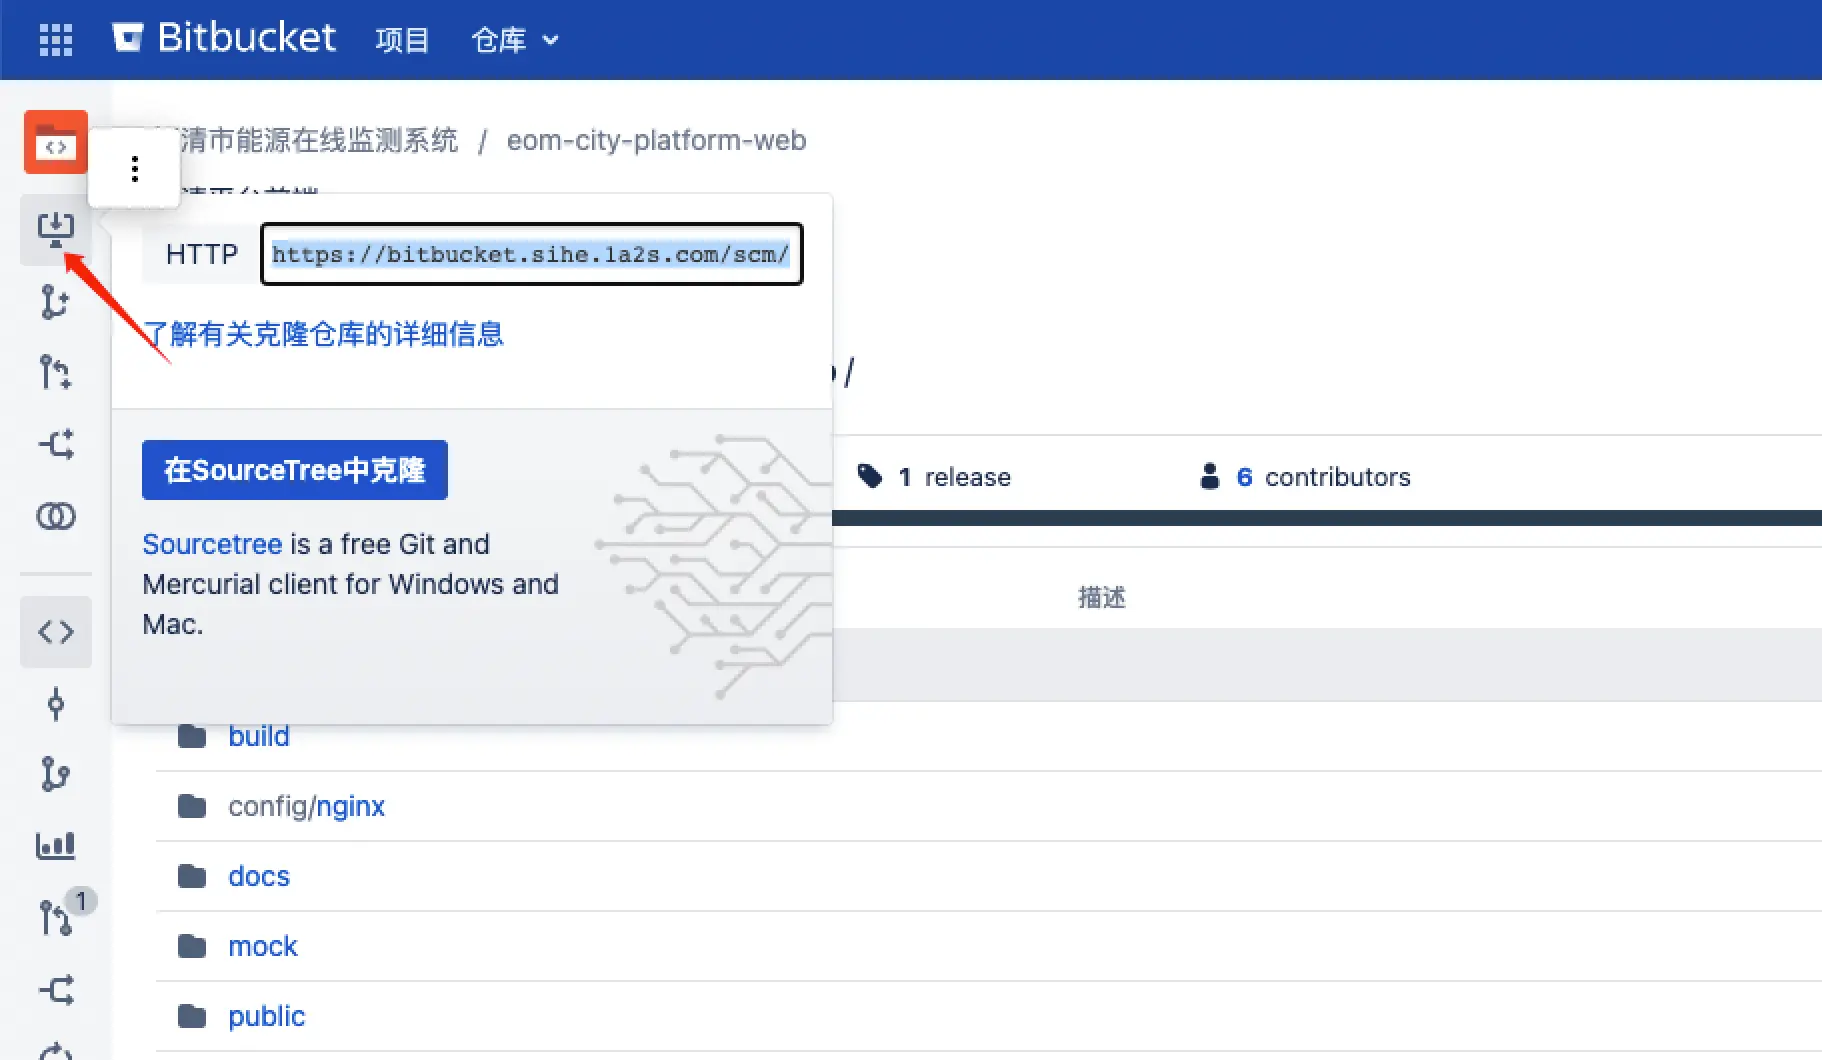 Bitbucket 项目 仓库
清市能源在线监测系统 / eom-city-platform-web
HTTP https://bitbucket.sihe.1a2s.com/scm/
了解有关克隆仓库的详细信息
/
在SourceTree中克隆
1 release
6 contributors
Sourcetree is a free Git and
Mercurial client for Windows and
Mac.
描述
build
config/nginx
docs
1
mock
public